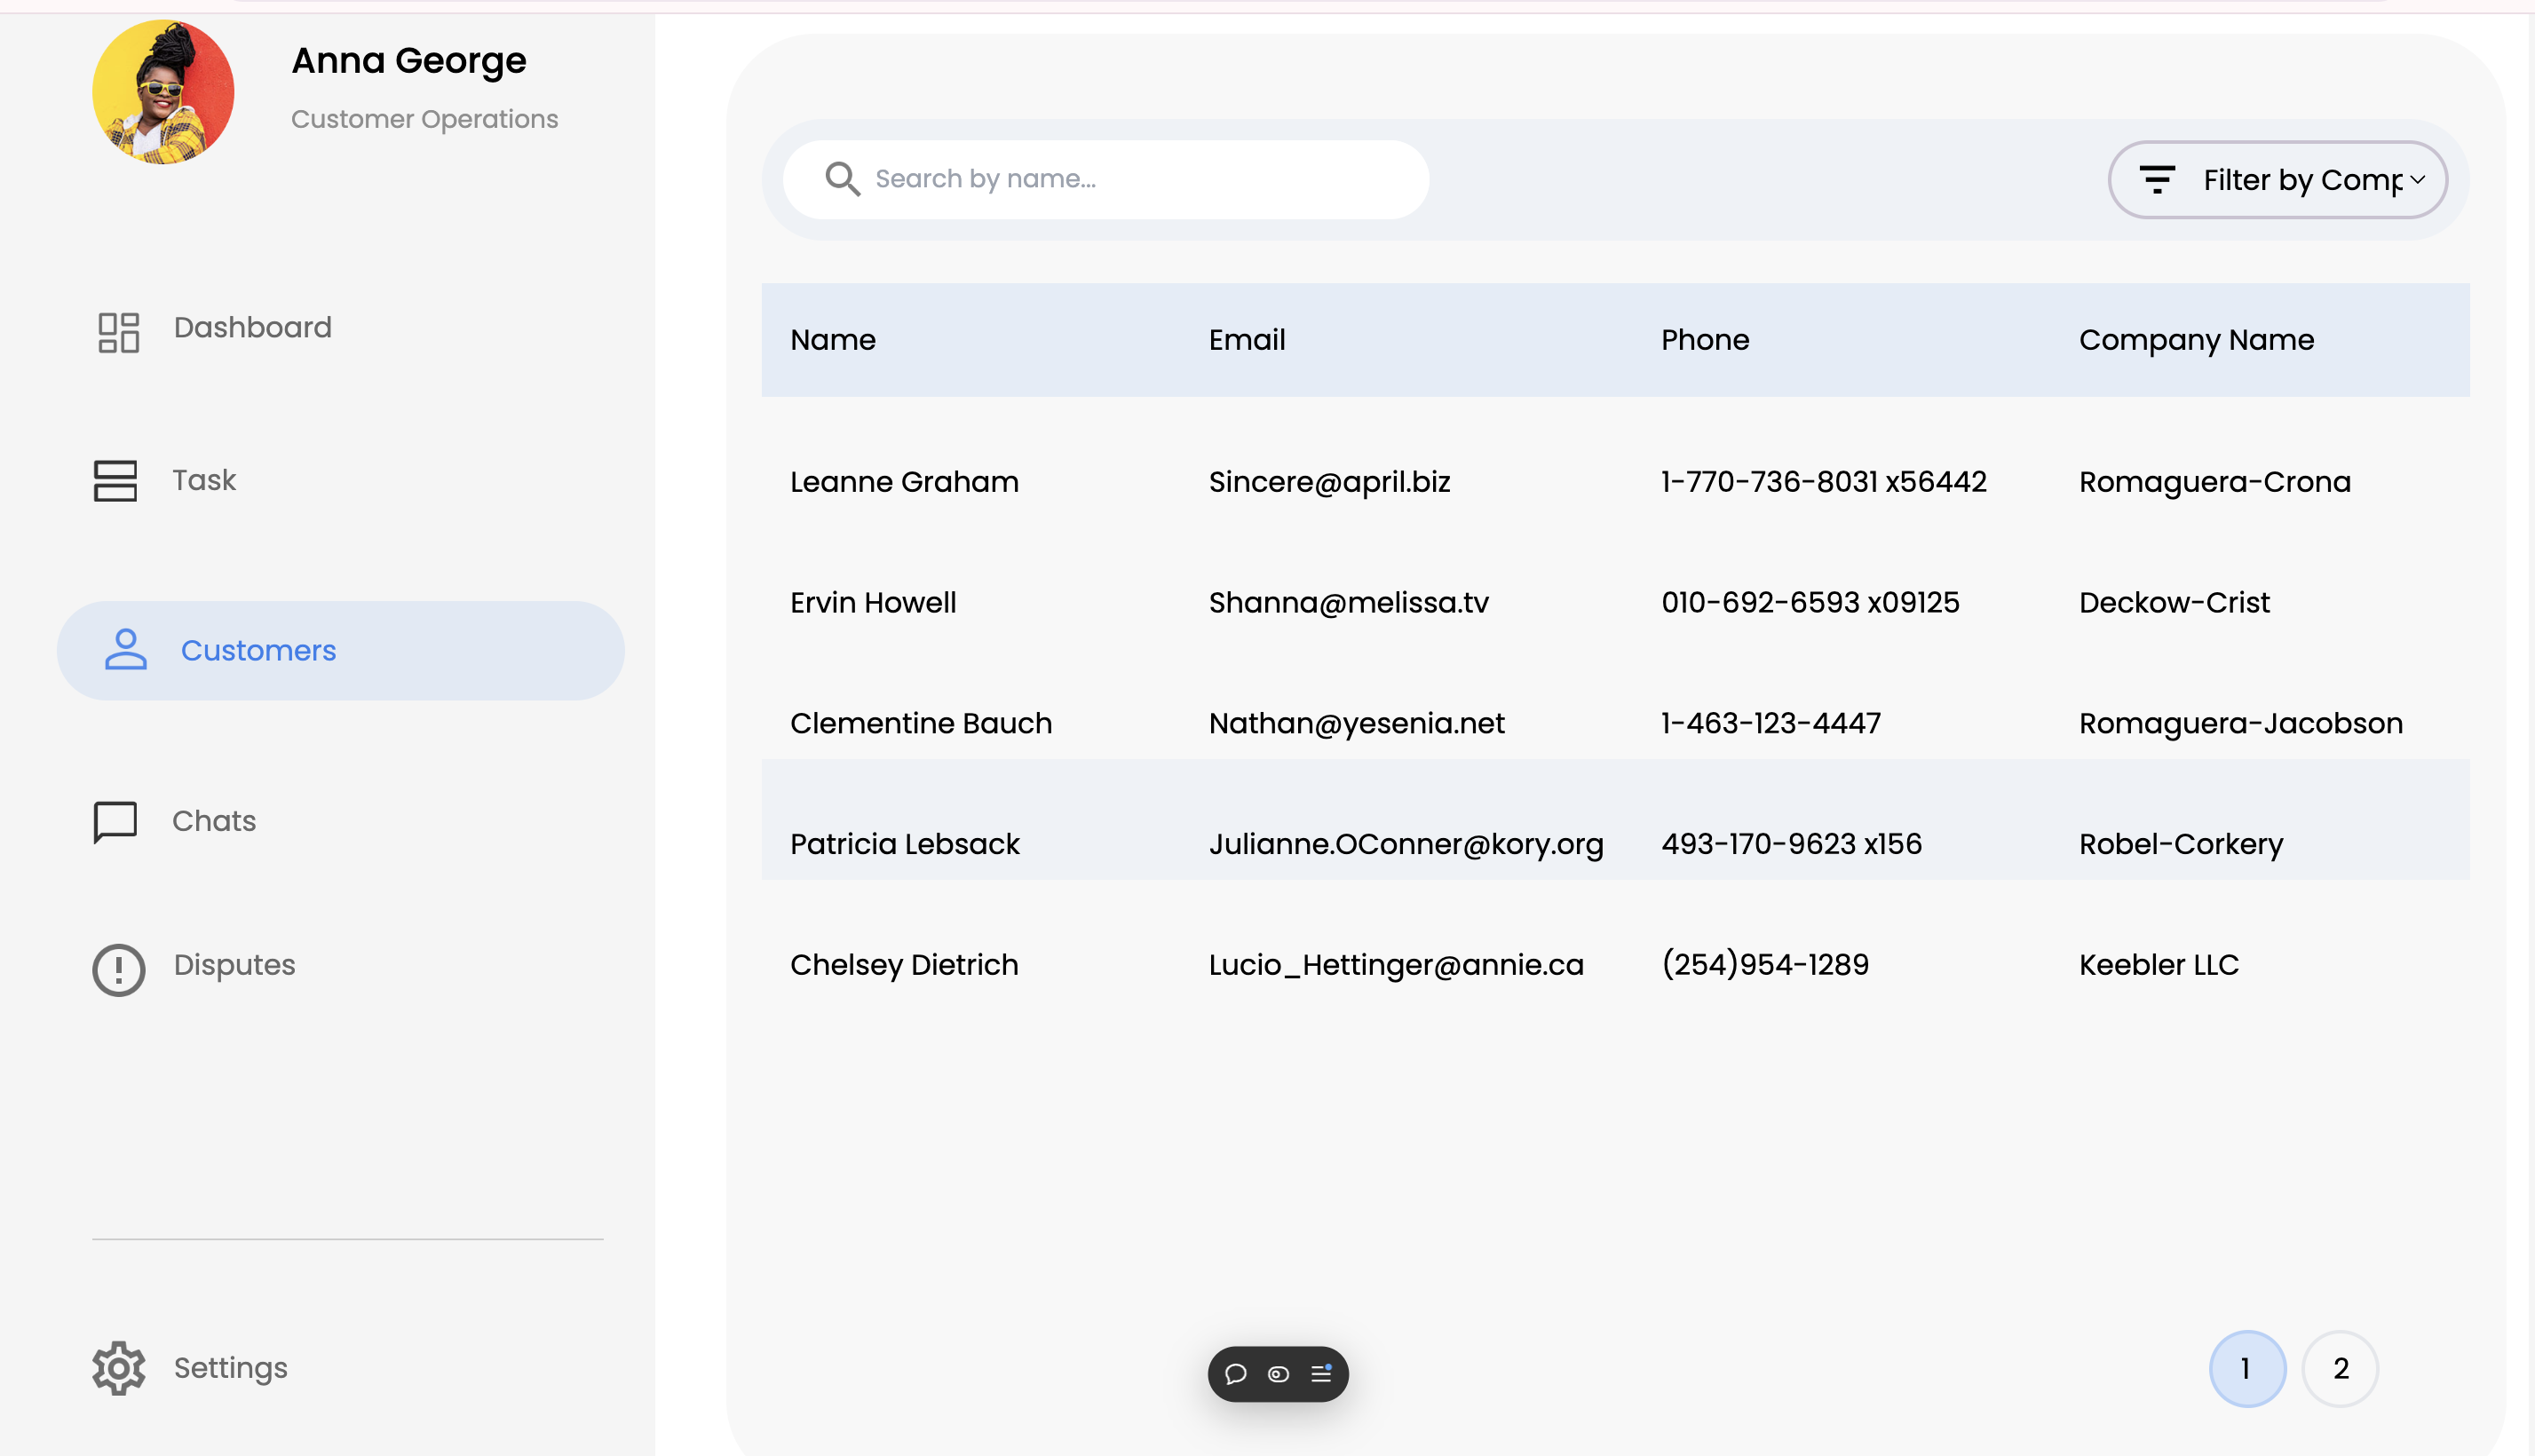 Anna George
Customer Operations
Dashboard
Task
Customers
Chats
Disputes
Settings
Search by name...
Filter by Comp
Name Email Phone Company Name
Leanne Graham Sincere@april.biz 1-770-736-8031 x56442 Romaguera-Crona
Ervin Howell Shanna@melissa.tv 010-692-6593 x09125 Deckow-Crist
Clementine Bauch Nathan@yesenia.net 1-463-123-4447 Romaguera-Jacobson
Patricia Lebsack Julianne.OConner@kory.org 493-170-9623 x156 Robel-Corkery
Chelsey Dietrich Lucio_Hettinger@annie.ca (254)954-1289 Keebler LLC
1 2